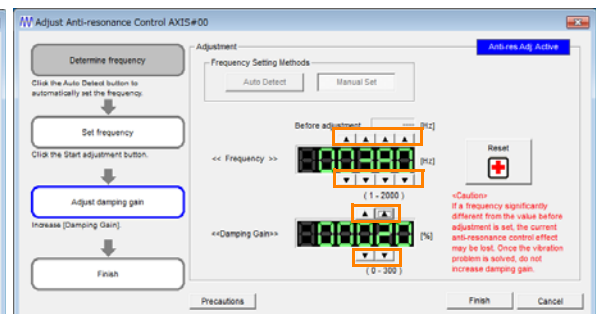 Adjust Anti-resonance Control AXIS#00
Adjustment
Anti-res Adj Active
Determine frequency
Click the Auto Detect button to
automatically set the frequency.
Set frequency
Click the Start adjustment button.
Adjust damping gain
Increase [Damping Gain].
Finish
Frequency Setting Methods
Auto Detect
Manual Set
Before adjustment
---- [Hz]
<< Frequency >>
[Hz]
( 1 - 2000 )
<<Damping Gain>>
[%]
( 0 - 300 )
Reset
<Caution>
If a frequency significantly
different from the value before
adjustment is set, the current
anti-resonance control effect
may be lost. Once the vibration
problem is solved, do not
increase damping gain.
Precautions
Finish
Cancel